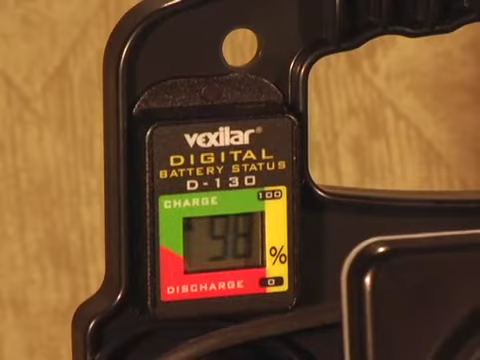 vexilar®
DIGITAL
BATTERY STATUS
D-130
CHARGE
100
98
%
DISCHARGE
0